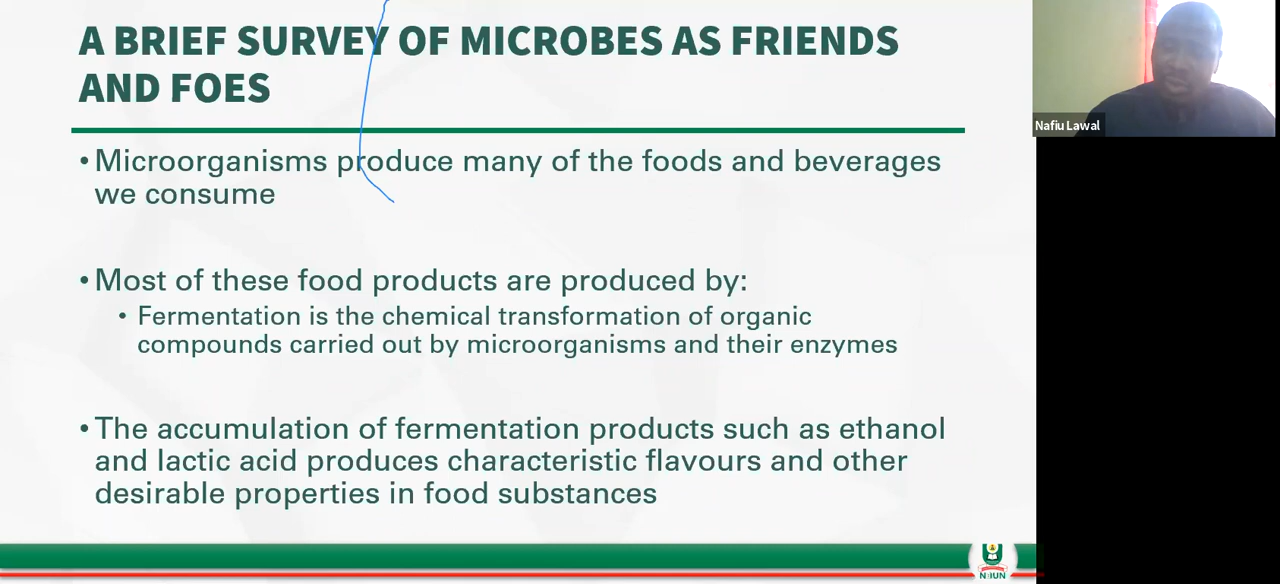 A BRIEF SURVEY OF MICROBES AS FRIENDS
AND FOES
• Microorganisms produce many of the foods and beverages
we consume
• Most of these food products are produced by:
• Fermentation is the chemical transformation of organic
compounds carried out by microorganisms and their enzymes
• The accumulation of fermentation products such as ethanol
and lactic acid produces characteristic flavours and other
desirable properties in food substances
Nafiu Lawal
NOUN